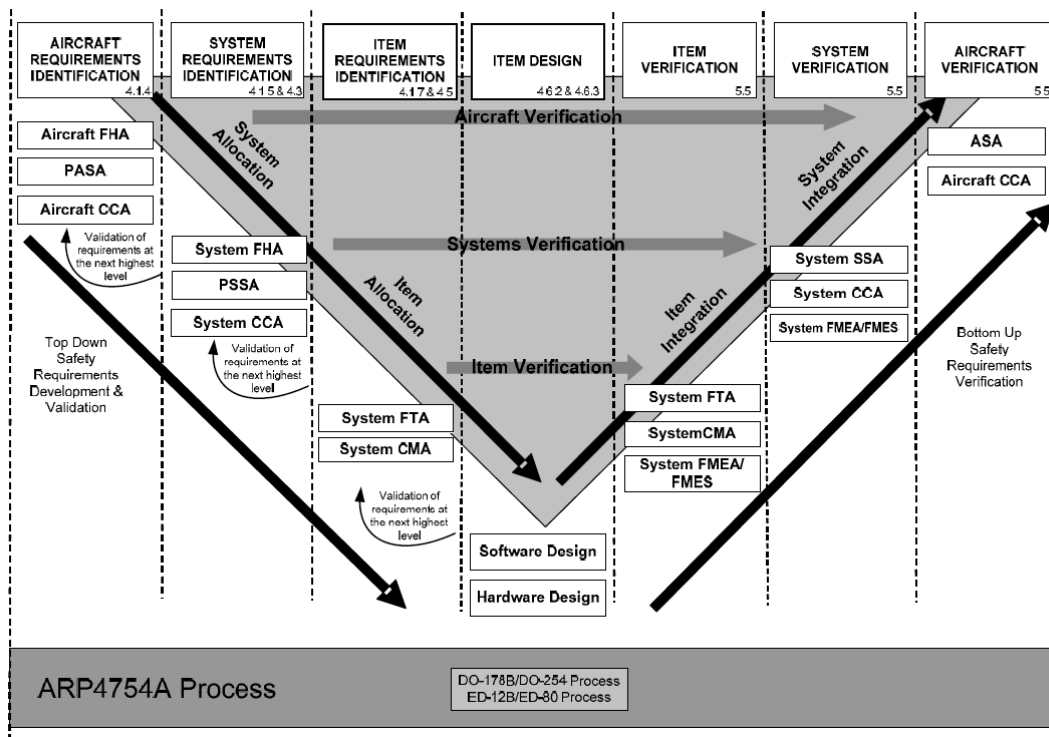 AIRCRAFT
REQUIREMENTS
IDENTIFICATION
4.1.4
SYSTEM
REQUIREMENTS
IDENTIFICATION
4 1 5 & 4.3
ITEM
REQUIREMENTS
IDENTIFICATION
4.1 7 & 4 5
ITEM DESIGN
4 6 2 & 4.6.3
ITEM
VERIFICATION
5.5
SYSTEM
VERIFICATION
5.5
AIRCRAFT
VERIFICATION
5 5
Aircraft FHA
PASA
Aircraft CCA
Validation of
requirements at
the next highest
level
System FHA
PSSA
System CCA
Validation of
requirements at
the next highest
level
System FTA
System CMA
Validation of
requirements at
the next highest
level
Top Down
Safety
Requirements
Development &
Validation
System
Allocation
Item
Allocation
Aircraft Verification
Systems Verification
Item Verification
Software Design
Hardware Design
Item
Integration
System
Integration
System FTA
SystemCMA
System FMEA/
FMES
System SSA
System CCA
System FMEA/FMES
ASA
Aircraft CCA
Bottom Up
Safety
Requirements
Verification
ARP4754A Process
DO-178B/DO-254 Process
ED-12B/ED-80 Process